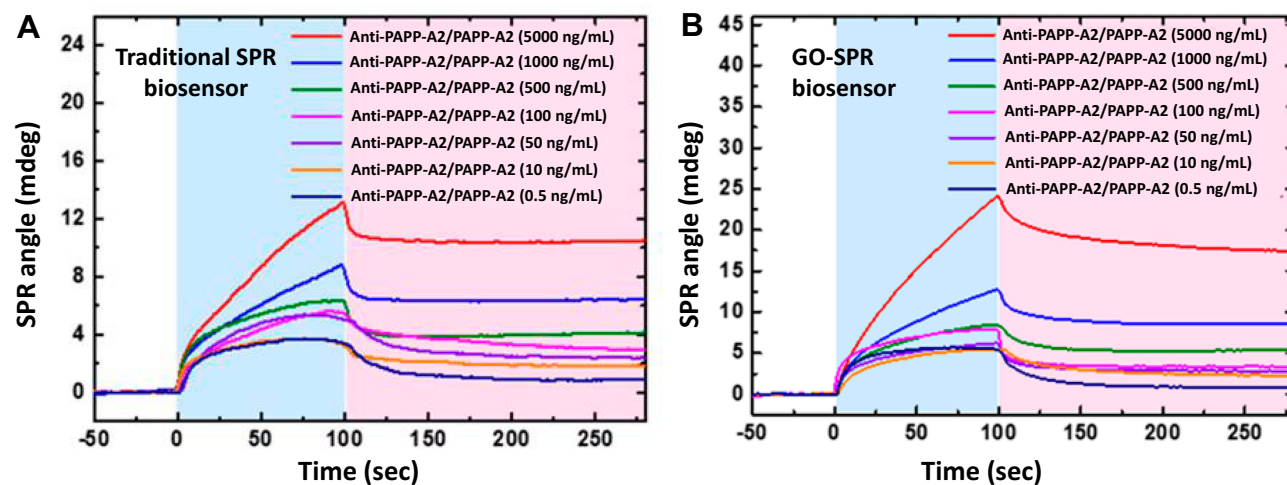 A
Traditional SPR
biosensor
Anti-PAPP-A2/PAPP-A2 (5000 ng/mL)
Anti-PAPP-A2/PAPP-A2 (1000 ng/mL)
Anti-PAPP-A2/PAPP-A2 (500 ng/mL)
Anti-PAPP-A2/PAPP-A2 (100 ng/mL)
Anti-PAPP-A2/PAPP-A2 (50 ng/mL)
Anti-PAPP-A2/PAPP-A2 (10 ng/mL)
Anti-PAPP-A2/PAPP-A2 (0.5 ng/mL)
SPR angle (mdeg)
24
20
16
12
8
4
0
-50 0 50 100 150 200 250
Time (sec)
B
GO-SPR
biosensor
Anti-PAPP-A2/PAPP-A2 (5000 ng/mL)
Anti-PAPP-A2/PAPP-A2 (1000 ng/mL)
Anti-PAPP-A2/PAPP-A2 (500 ng/mL)
Anti-PAPP-A2/PAPP-A2 (100 ng/mL)
Anti-PAPP-A2/PAPP-A2 (50 ng/mL)
Anti-PAPP-A2/PAPP-A2 (10 ng/mL)
Anti-PAPP-A2/PAPP-A2 (0.5 ng/mL)
SPR angle (mdeg)
45
40
35
30
25
20
15
10
5
0
-50 0 50 100 150 200 250
Time (sec)